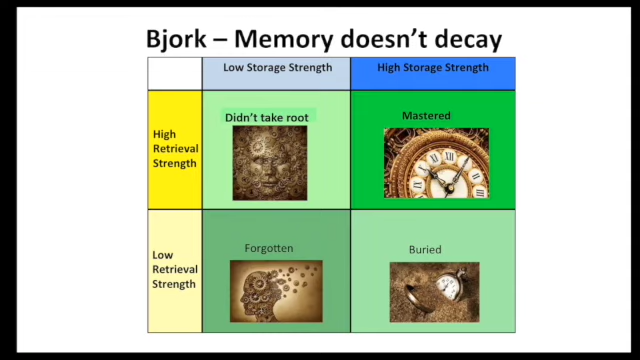 Bjork – Memory doesn't decay
Low Storage Strength
High Storage Strength
High
Retrieval
Strength
Didn't take root
Mastered
Low
Retrieval
Strength
Forgotten
Buried